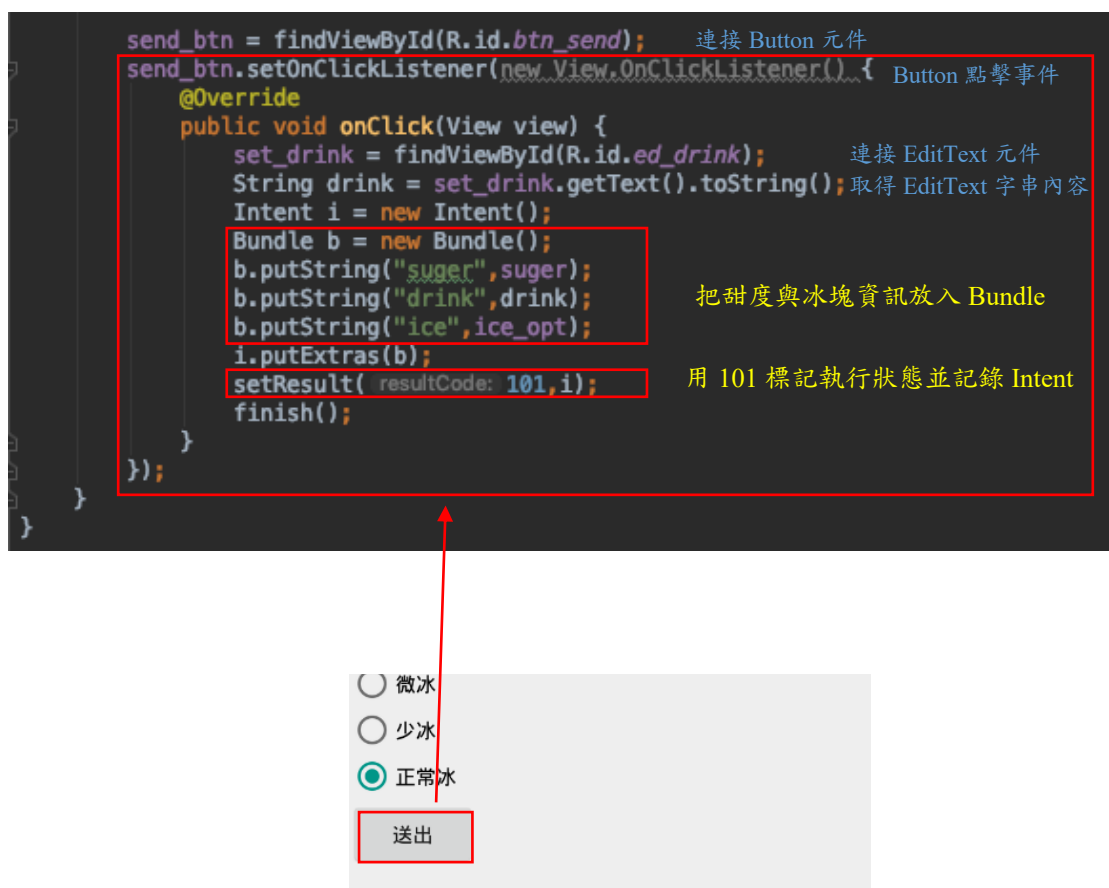 send_btn = findViewById(R.id.btn_send); 連接 Button 元件
send_btn.setOnClickListener(new View.OnClickListener() { Button 點擊事件
@Override
public void onClick(View view) {
set_drink = findViewById(R.id.ed_drink); 連接 EditText 元件
String drink = set_drink.getText().toString(); 取得 EditText 字串內容
Intent i = new Intent();
Bundle b = new Bundle();
b.putString("suger",suger);
b.putString("drink",drink); 把甜度與冰塊資訊放入 Bundle
b.putString("ice",ice_opt);
i.putExtras(b);
setResult( resultCode: 101,i); 用 101 標記執行狀態並記錄 Intent
finish();
}
});
}
}
微冰
少冰
正常冰
送出